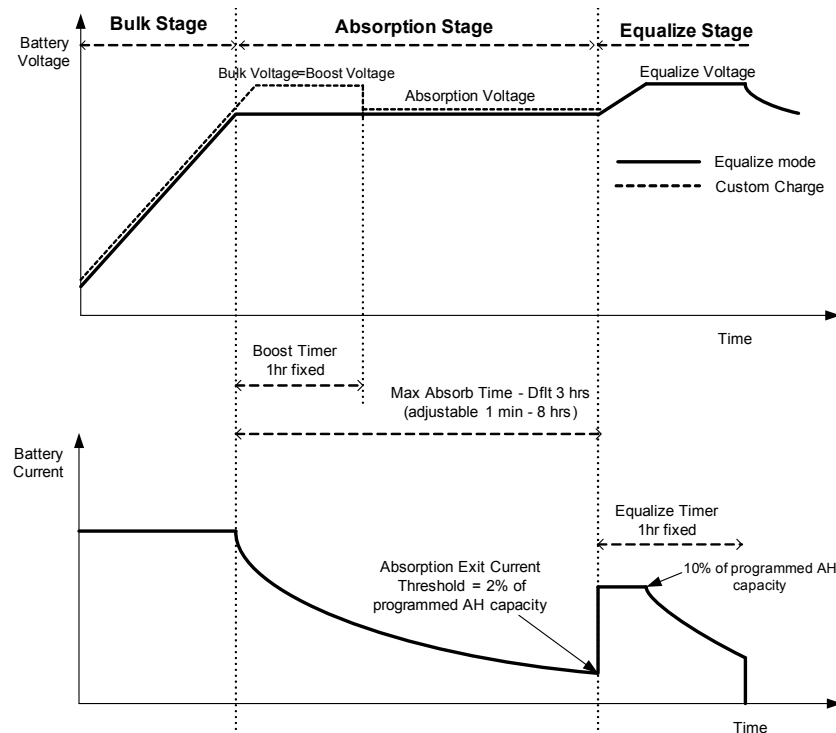 Bulk Stage
Absorption Stage
Equalize Stage
Battery
Voltage
Bulk Voltage=Boost Voltage
Absorption Voltage
Equalize Voltage
Equalize mode
Custom Charge
Time
Boost Timer
1hr fixed
Max Absorb Time - Dflt 3 hrs
(adjustable 1 min - 8 hrs)
Battery
Current
Equalize Timer
1hr fixed
Absorption Exit Current
Threshold = 2% of
programmed AH capacity
10% of programmed AH
capacity
Time